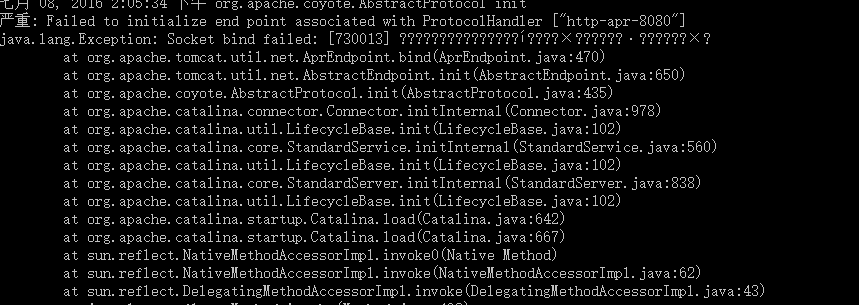 七月 08, 2016 2:05:34 下午 org.apache.coyote.AbstractProtocol init
严重: Failed to initialize end point associated with ProtocolHandler ["http-apr-8080"]
java.lang.Exception: Socket bind failed: [730013] ???????????????í????×??????·??????×?
at org.apache.tomcat.util.net.AprEndpoint.bind(AprEndpoint.java:470)
at org.apache.tomcat.util.net.AbstractEndpoint.init(AbstractEndpoint.java:650)
at org.apache.coyote.AbstractProtocol.init(AbstractProtocol.java:435)
at org.apache.catalina.connector.Connector.initInternal(Connector.java:978)
at org.apache.catalina.util.LifecycleBase.init(LifecycleBase.java:102)
at org.apache.catalina.core.StandardService.initInternal(StandardService.java:560)
at org.apache.catalina.util.LifecycleBase.init(LifecycleBase.java:102)
at org.apache.catalina.core.StandardServer.initInternal(StandardServer.java:838)
at org.apache.catalina.util.LifecycleBase.init(LifecycleBase.java:102)
at org.apache.catalina.startup.Catalina.load(Catalina.java:642)
at org.apache.catalina.startup.Catalina.load(Catalina.java:667)
at sun.reflect.NativeMethodAccessorImpl.invoke0(Native Method)
at sun.reflect.NativeMethodAccessorImpl.invoke(NativeMethodAccessorImpl.java:62)
at sun.reflect.DelegatingMethodAccessorImpl.invoke(DelegatingMethodAccessorImpl.java:43)